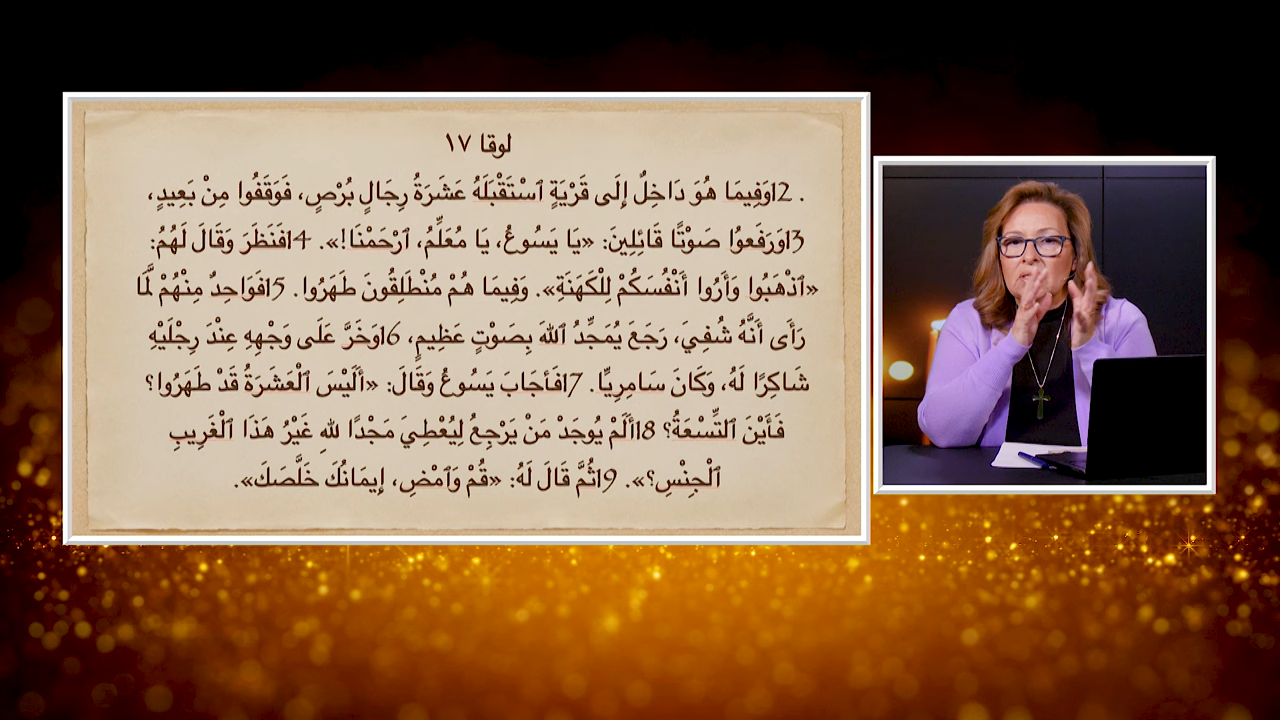 لوقا ١٧
. 12وَفِيمَا هُوَ دَاخِلٌ إِلَى قَرْيَةٍ ٱسْتَقْبَلَهُ عَشَرَةُ رِجَالٍ بُرْصٍ، فَوَقَفُوا مِنْ بَعِيدٍ،
13وَرَفَعوُا صَوْتًا قَائِلِينَ: «يَا يَسُوعُ، يَا مُعَلِّمُ، ٱرْحَمْنَا!». 14فَنَظَرَ وَقَالَ لَهُمُ:
«ٱذْهَبُوا وَأَرُوا أَنْفُسَكُمْ لِلْكَهَنَةِ». وَفِيمَا هُمْ مُنْطَلِقُونَ طَهَرُوا. 15فَوَاحِدٌ مِنْهُمْ لَمَّا
رَأَى أَنَّهُ شُفِيَ، رَجَعَ يُمَجِّدُ ٱللهَ بِصَوْتٍ عَظِيمٍ، 16وَخَرَّ عَلَى وَجْهِهِ عِنْدَ رِجْلَيْهِ
شَاكِرًا لَهُ، وَكَانَ سَامِرِيًّا. 17فَأَجَابَ يَسُوعُ وَقَالَ: «أَلَيْسَ ٱلْعَشَرَةُ قَدْ طَهَرُوا؟
فَأَيْنَ ٱلتِّسْعَةُ؟ 18أَلَمْ يُوجَدْ مَنْ يَرْجِعُ لِيُعْطِيَ مَجْدًا للهِ غَيْرُ هَذَا ٱلْغَرِيبِ
ٱلْجِنْسِ؟». 19ثُمَّ قَالَ لَهُ: «قُمْ وَٱمْضِ، إِيمَانُكَ خَلَّصَكَ».